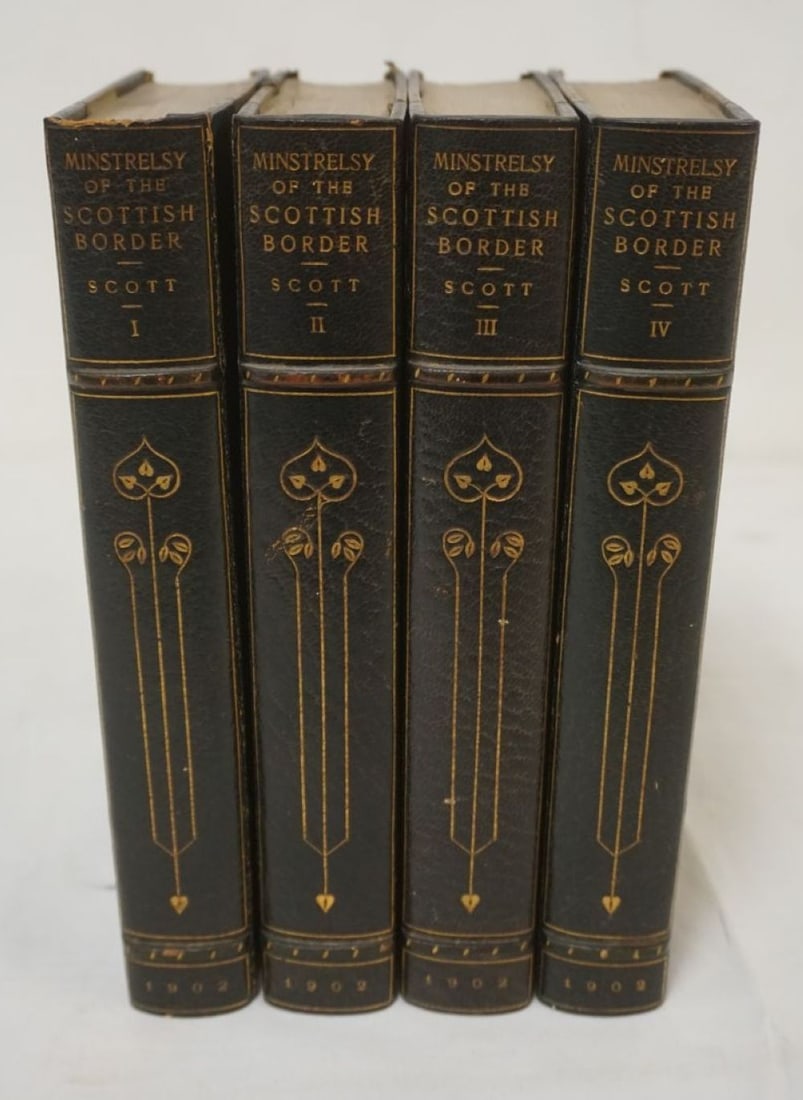 MINSTRELSY
OF THE
SCOTTISH
BORDER
SCOTT
I
1902
MINSTRELSY
OF THE
SCOTTISH
BORDER
SCOTT
II
1902
MINSTRELSY
OF THE
SCOTTISH
BORDER
SCOTT
III
1902
MINSTRELSY
OF THE
SCOTTISH
BORDER
SCOTT
IV
1902